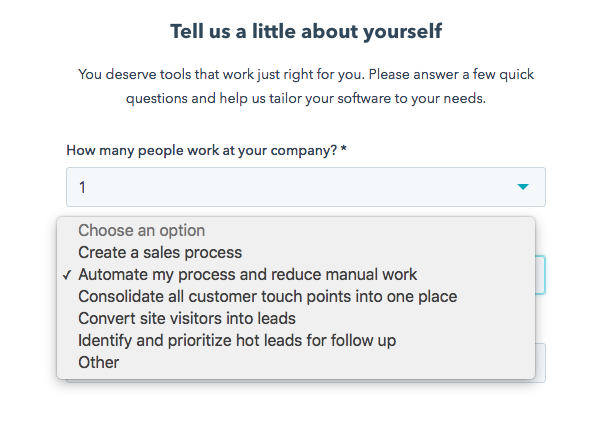 Tell us a little about yourself
You deserve tools that work just right for you. Please answer a few quick
questions and help us tailor your software to your needs.
How many people work at your company? *
1
Choose an option
Create a sales process
✓ Automate my process and reduce manual work
Consolidate all customer touch points into one place
Convert site visitors into leads
Identify and prioritize hot leads for follow up
Other